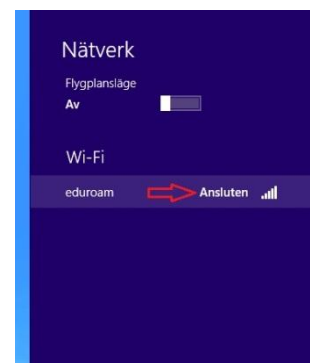 Nätverk
Flygplansläge
Av
Wi-Fi
eduroam Ansluten